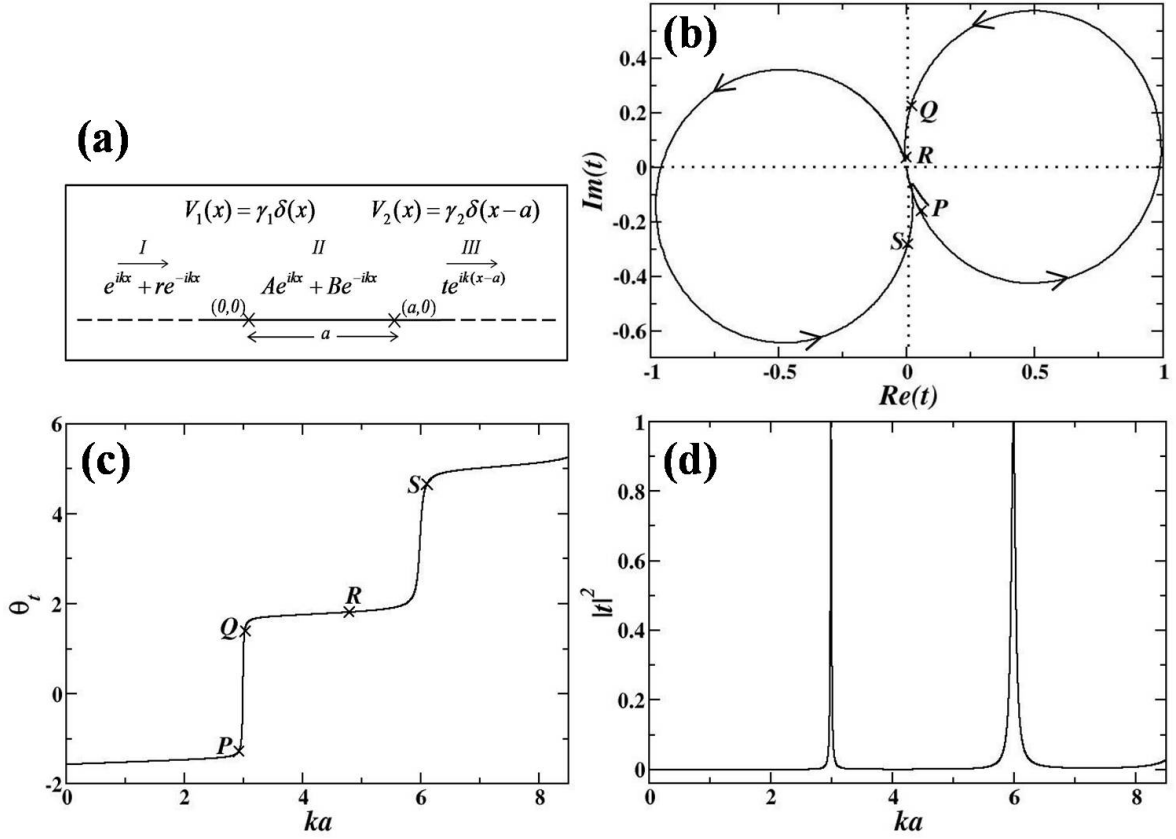 (a)
V₁(x) = γ₁δ(x) V₂(x) = γ₂δ(x−a)
I II III
e^{ikx} + re^{−ikx} Ae^{ikx} + Be^{−ikx} te^{ik(x−a)}
(0,0) (a,0)
a
(b)
0.4
0.2
0
-0.2
-0.4
-0.6
Im(t)
Q
R
P
S
-1 -0.5 0 0.5 1
Re(t)
(c)
6
4
2
0
-2
θ_t
S
R
Q
P
0 2 4 6 8
ka
(d)
1
0.8
0.6
0.4
0.2
0
|t|²
0 2 4 6 8
ka